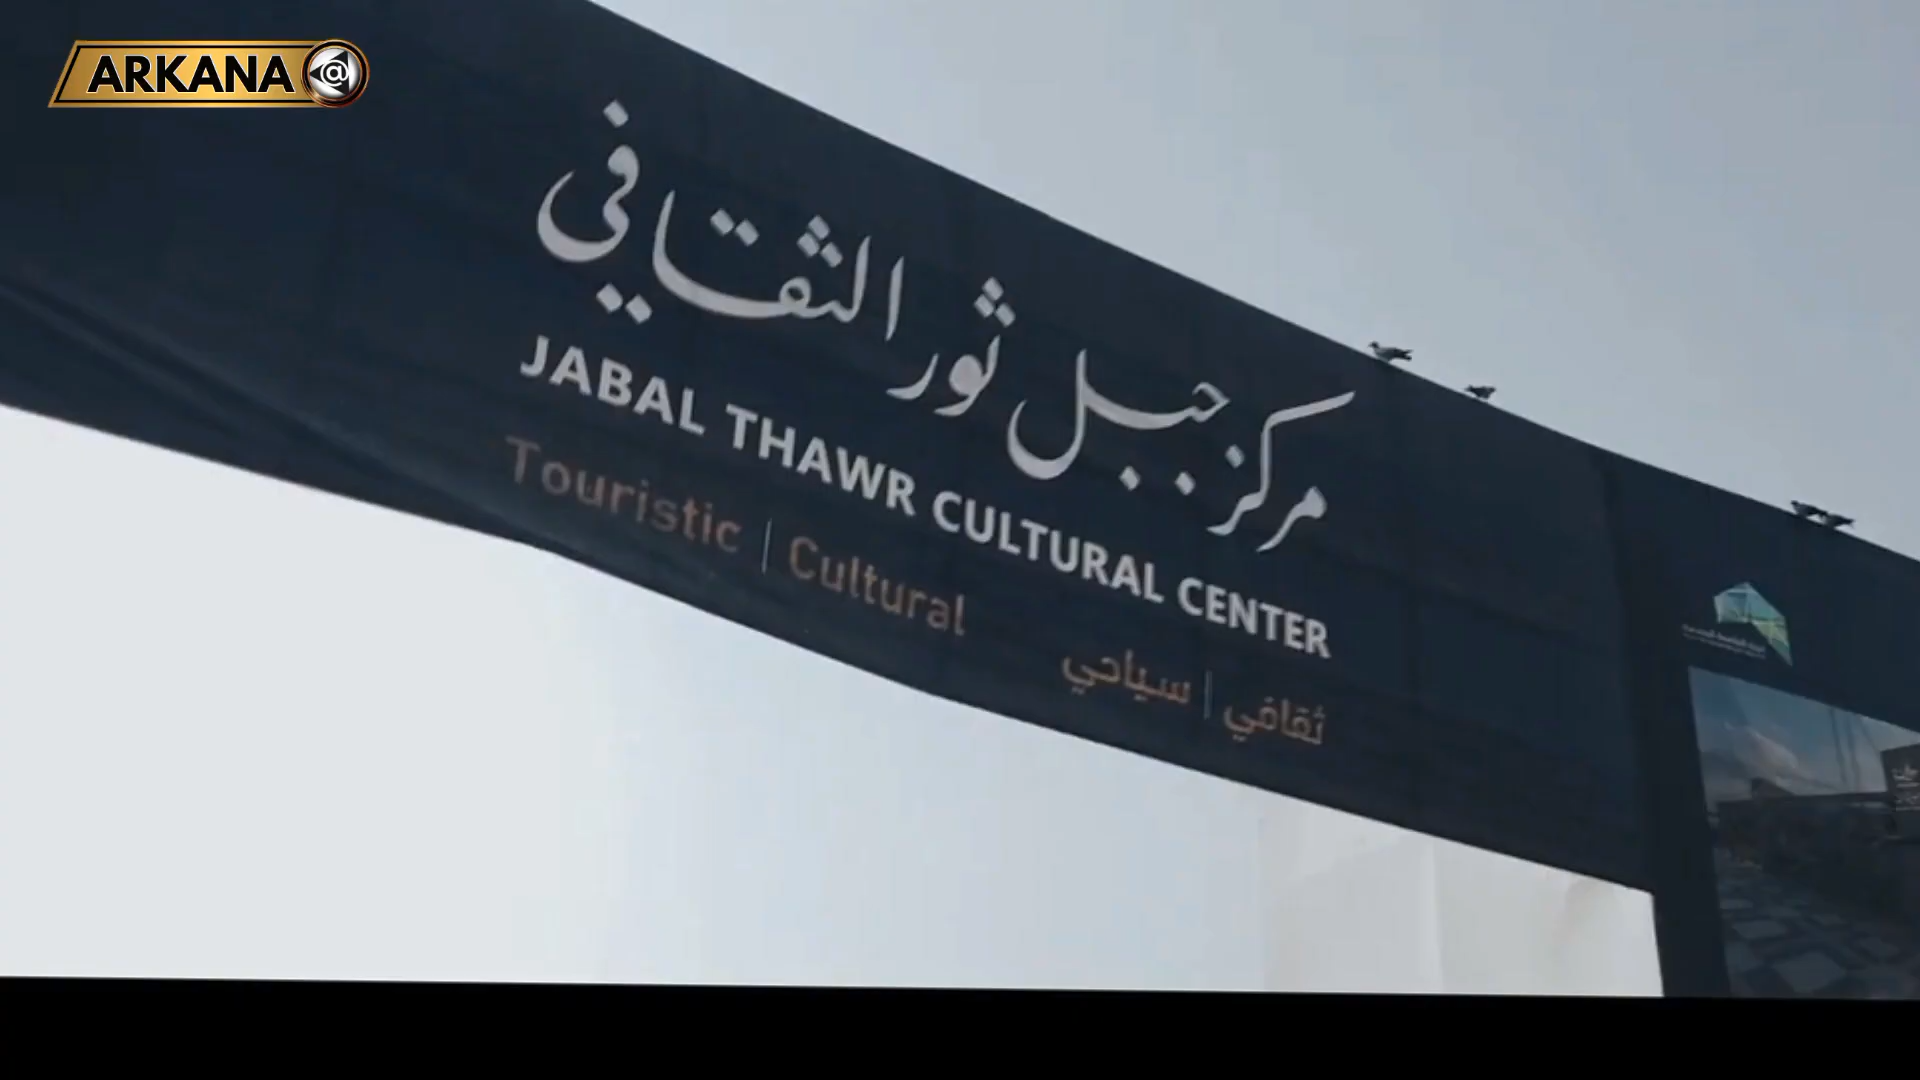 ARKANA
مركز جبل ثور الثقافي
JABAL THAWR CULTURAL CENTER
Touristic | Cultural
ثقافي | سياحي